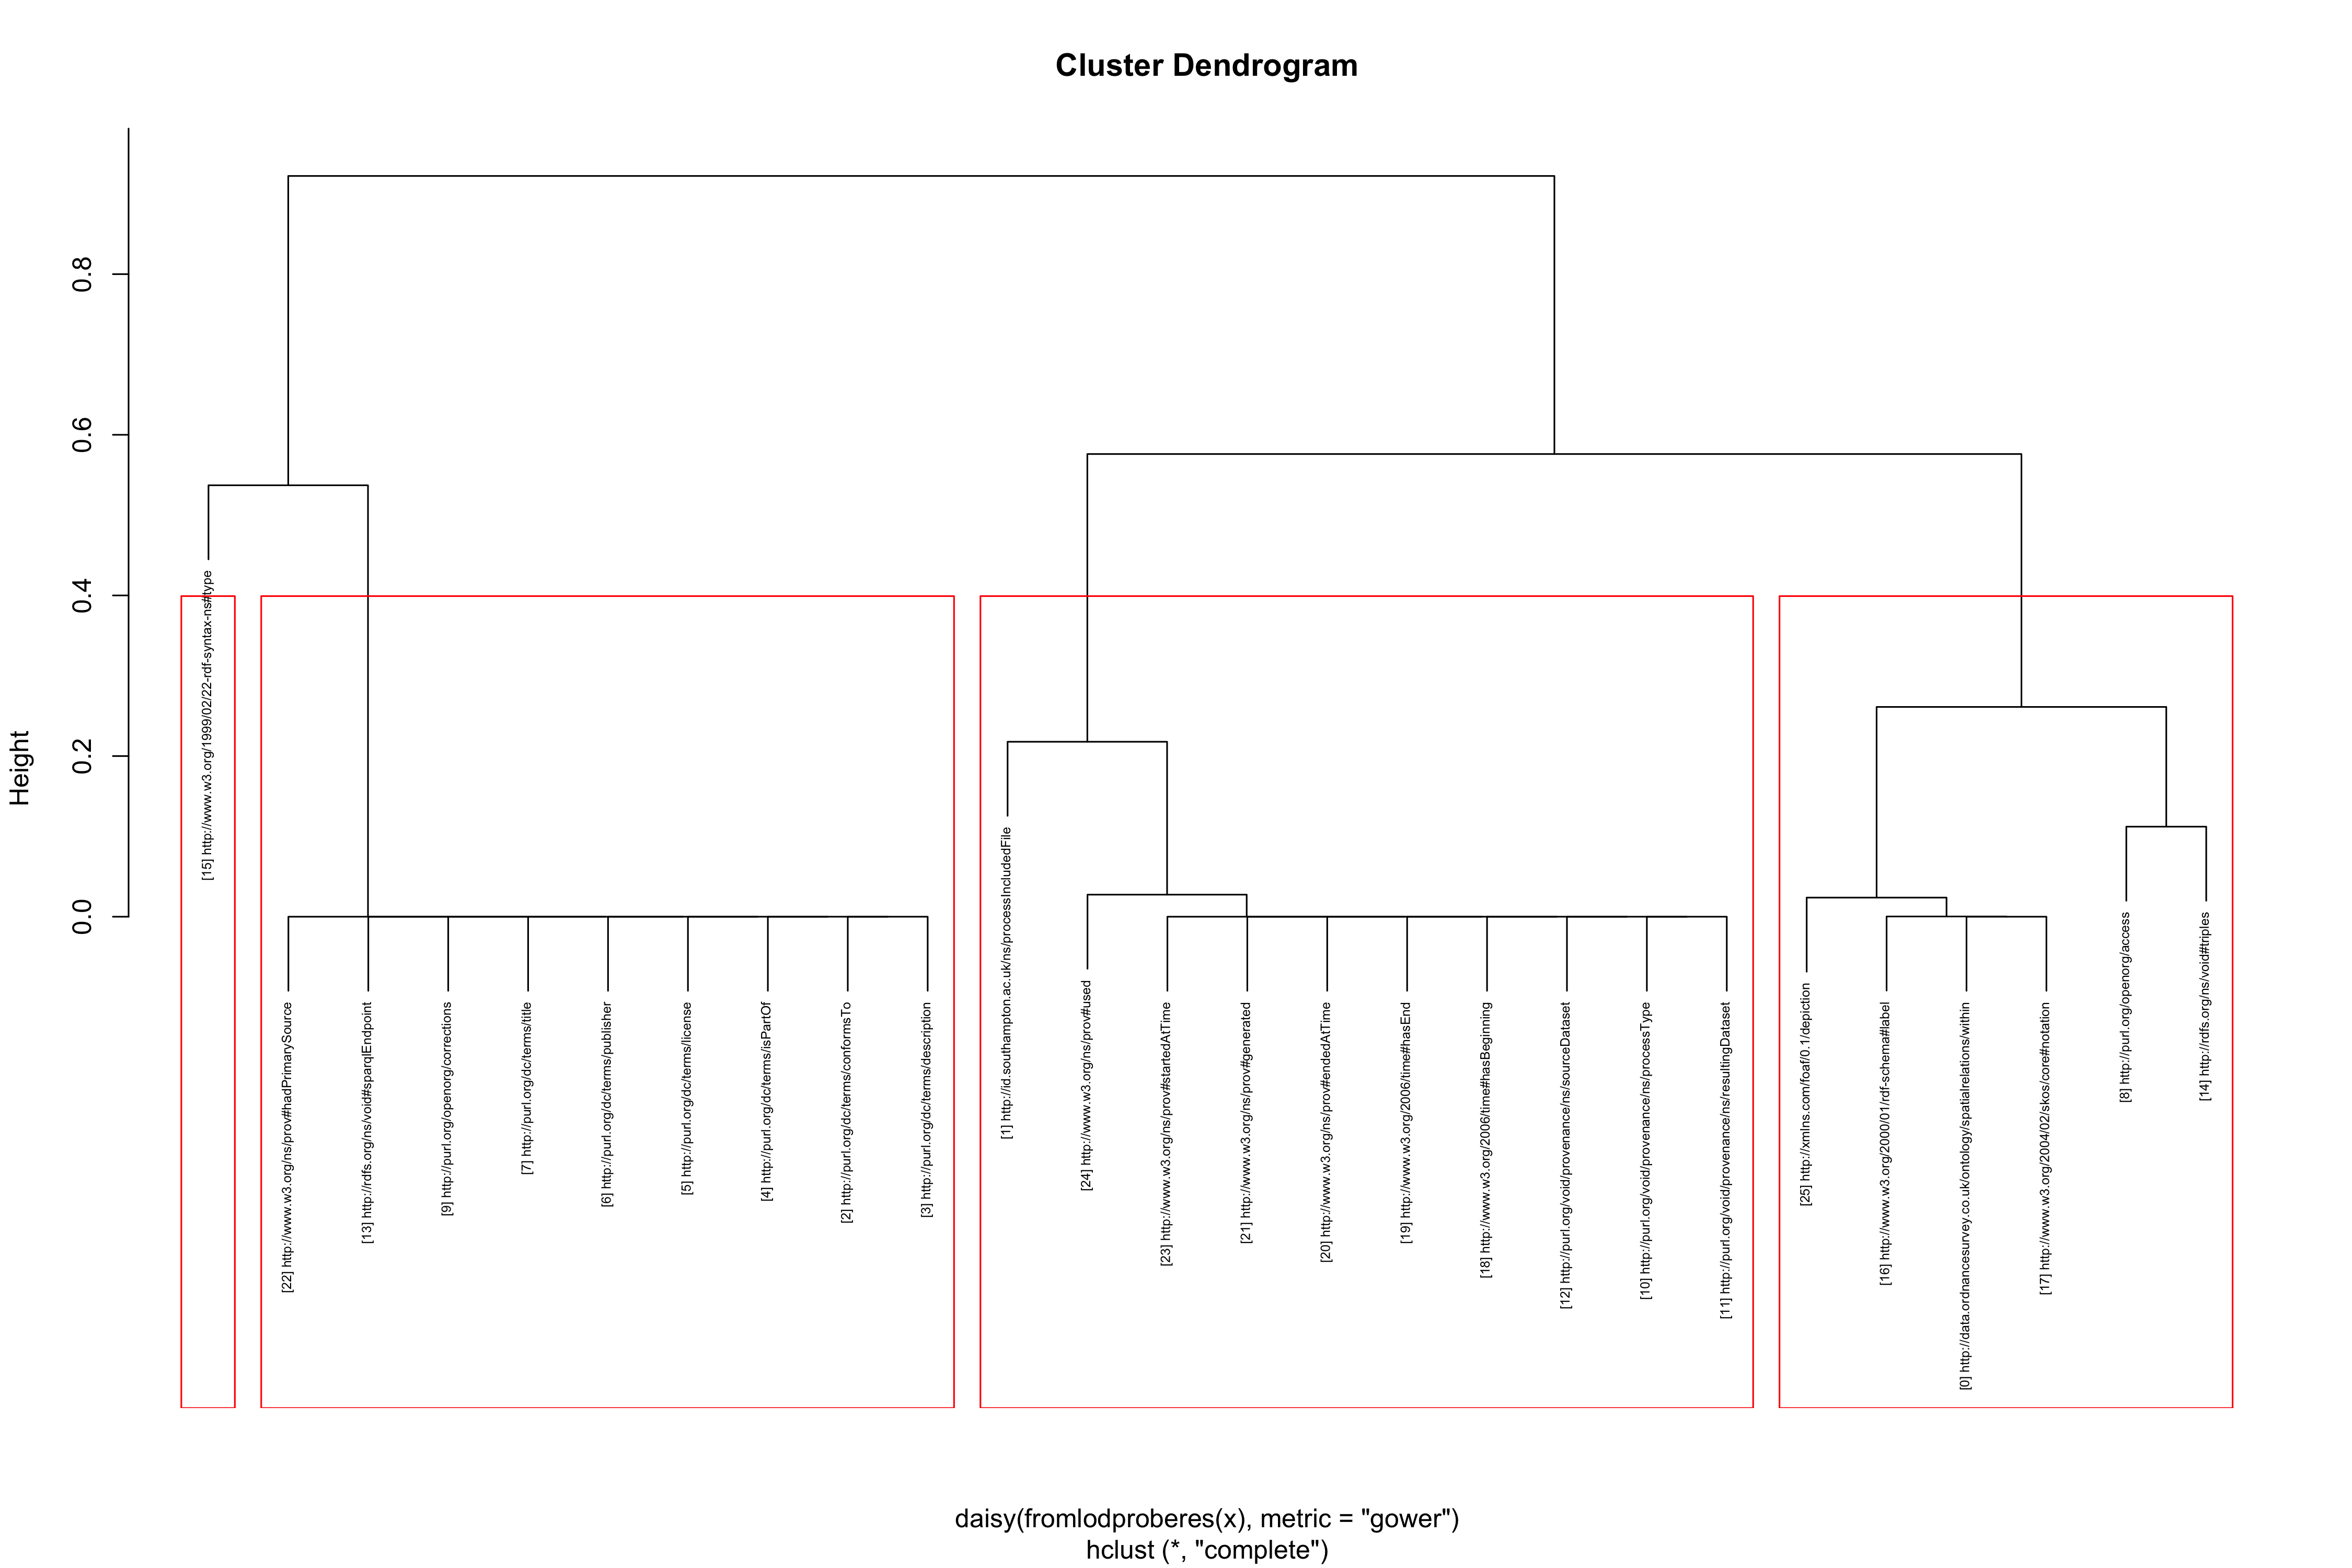 Cluster Dendrogram
Height
0.0
0.2
0.4
0.6
0.8
[15] http://www.w3.org/1999/02/22-rdf-syntax-ns#type
[22] http://www.w3.org/ns/prov#hadPrimarySource
[13] http://rdfs.org/ns/void#sparqlEndpoint
[9] http://purl.org/openorg/corrections
[7] http://purl.org/dc/terms/title
[6] http://purl.org/dc/terms/publisher
[5] http://purl.org/dc/terms/license
[4] http://purl.org/dc/terms/isPartOf
[2] http://purl.org/dc/terms/conformsTo
[3] http://purl.org/dc/terms/description
[1] http://id.southampton.ac.uk/ns/processIncludedFile
[24] http://www.w3.org/ns/prov#used
[23] http://www.w3.org/ns/prov#startedAtTime
[21] http://www.w3.org/ns/prov#generated
[20] http://www.w3.org/ns/prov#endedAtTime
[19] http://www.w3.org/2006/time#hasEnd
[18] http://www.w3.org/2006/time#hasBeginning
[12] http://purl.org/void/provenance/ns/sourceDataset
[10] http://purl.org/void/provenance/ns/processType
[11] http://purl.org/void/provenance/ns/resultingDataset
[25] http://xmlns.com/foaf/0.1/depiction
[16] http://www.w3.org/2000/01/rdf-schema#label
[0] http://data.ordnancesurvey.co.uk/ontology/spatialrelations/within
[17] http://www.w3.org/2004/02/skos/core#notation
[8] http://purl.org/openorg/access
[14] http://rdfs.org/ns/void#triples
daisy(fromlodproberes(x), metric = "gower")
hclust (*, "complete")